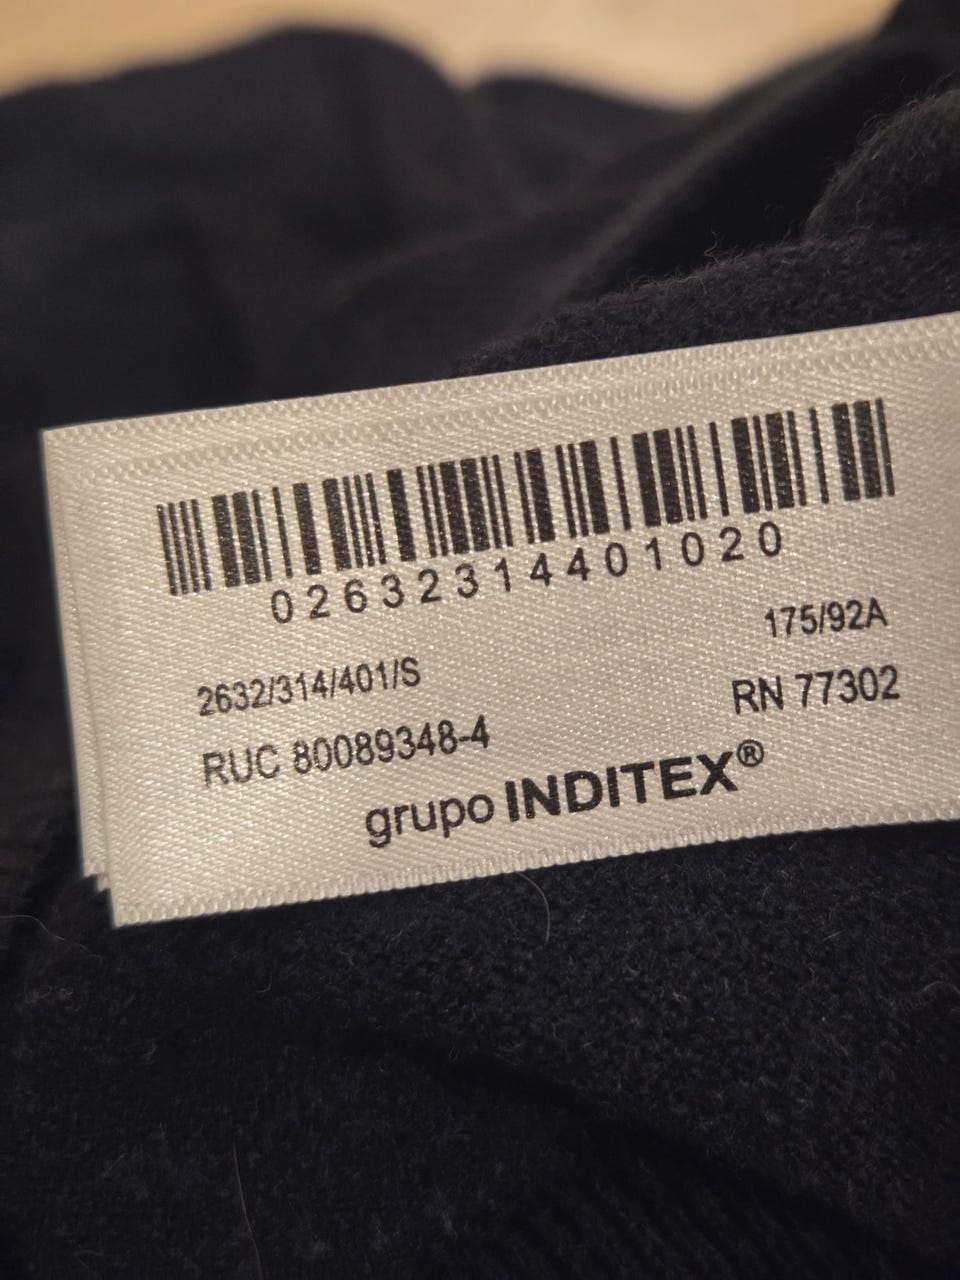 02632314401020
175/92A
2632/314/401/S
RN 77302
RUC 80089348-4
grupo INDITEX®